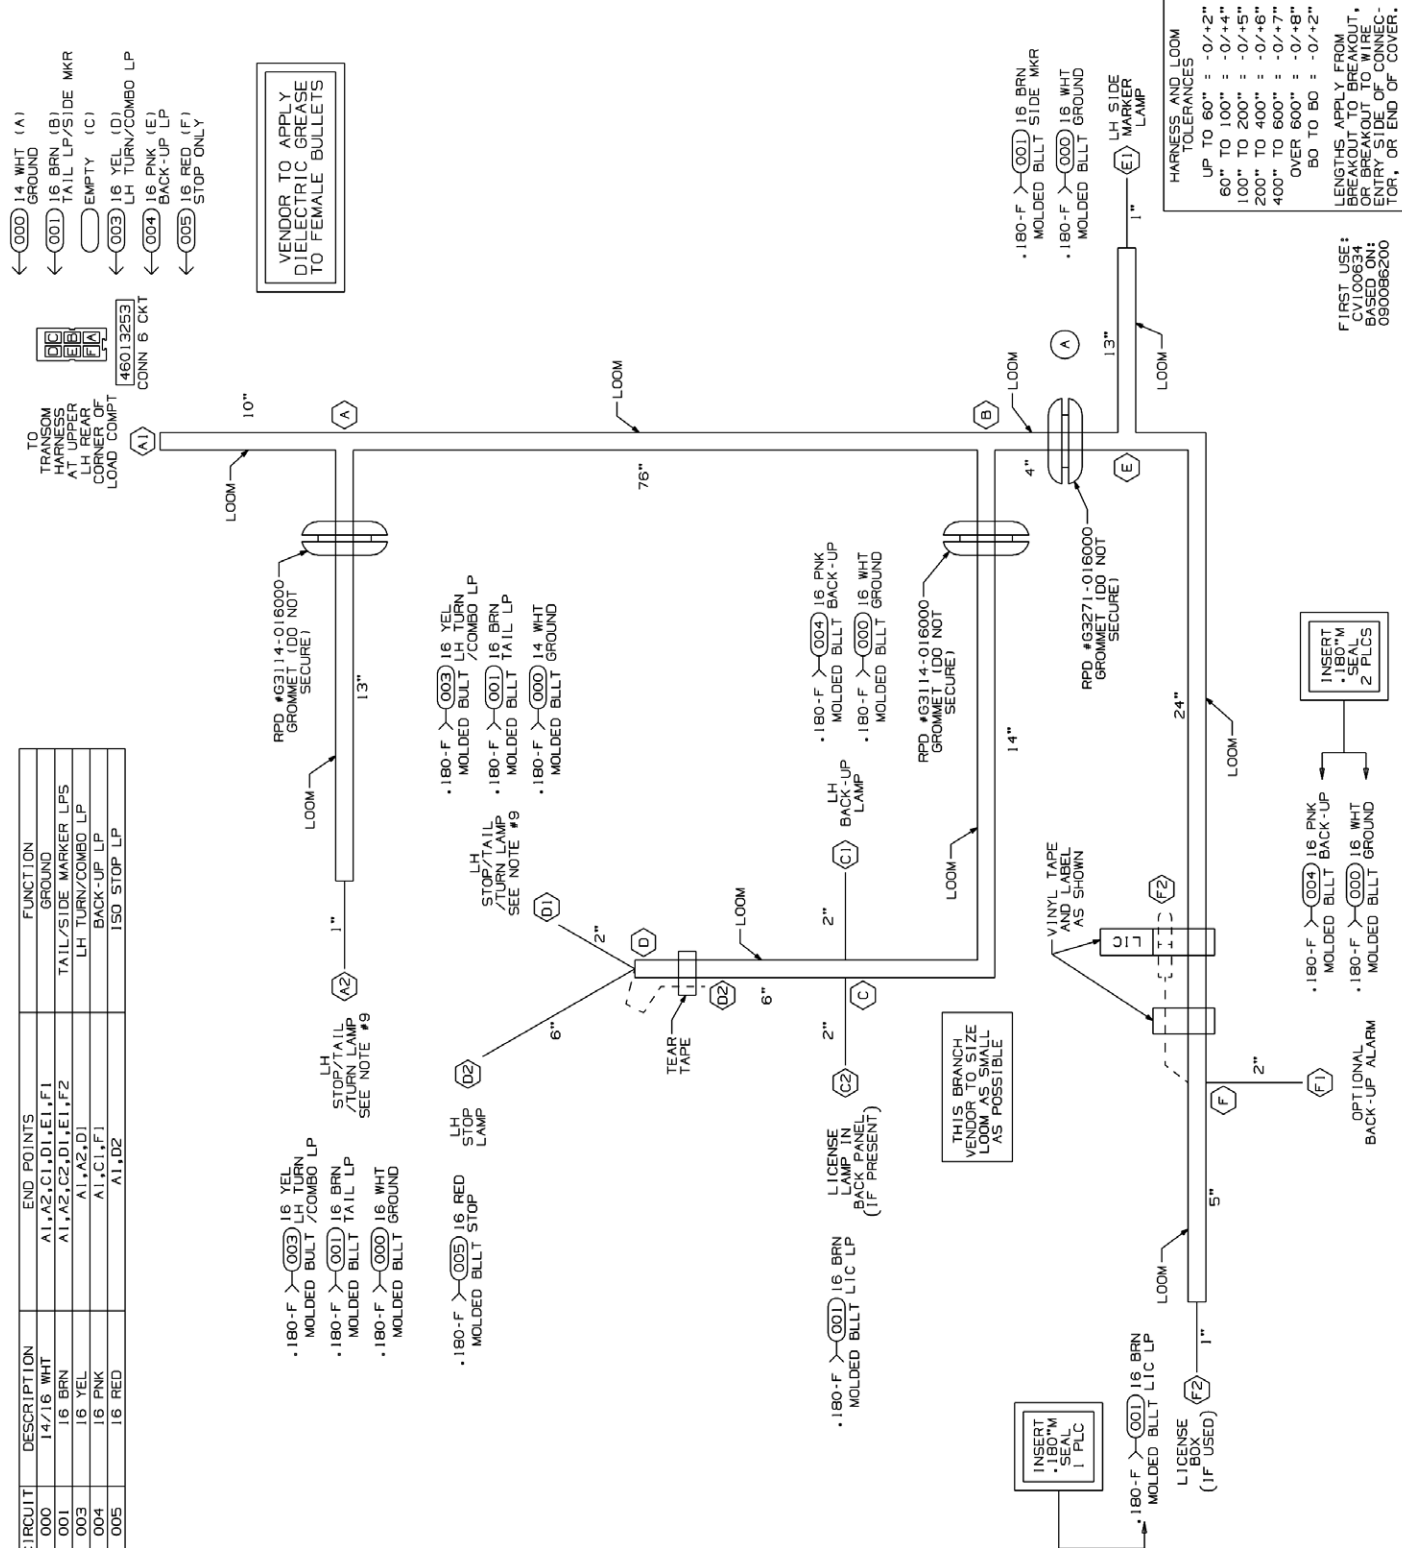 CIRCUIT DESCRIPTION END POINTS FUNCTION
000 14/16 WHT A1,A2,C1,D1,E1,F1 GROUND
001 16 BRN A1,A2,C2,D1,E1,F2 TAIL/SIDE MARKER LPS
003 16 YEL A1,A2,D1 LH TURN/COMBO LP
004 16 PNK A1,C1,F1 BACK-UP LP
005 16 RED A1,D2 ISO STOP LP
TO
TRANSOM
HARNESS
AT UPPER
LH REAR
CORNER OF
LOAD COMPT
A1
D C
E B
F A
46013253
CONN 6 CKT
000 14 WHT (A)
GROUND
001 16 BRN (B)
TAIL LP/SIDE MKR
EMPTY (C)
003 16 YEL (D)
LH TURN/COMBO LP
004 16 PNK (E)
BACK-UP LP
005 16 RED (F)
STOP ONLY
VENDOR TO APPLY
DIELECTRIC GREASE
TO FEMALE BULLETS
LOOM
10"
A
RPD #G3114-016000
GROMMET (DO NOT
SECURE)
LOOM
13"
1"
A2
LH
STOP/TAIL
/TURN LAMP
SEE NOTE #9
.180-F 003 16 YEL
MOLDED BULT LH TURN
/COMBO LP
.180-F 001 16 BRN
MOLDED BLLT TAIL LP
.180-F 000 16 WHT
MOLDED BLLT GROUND
LOOM
76"
.180-F 003 16 YEL
MOLDED BULT LH TURN
/COMBO LP
.180-F 001 16 BRN
MOLDED BLLT TAIL LP
.180-F 000 14 WHT
MOLDED BLLT GROUND
LH
STOP/TAIL
/TURN LAMP
SEE NOTE #9
D1
2"
D
6"
D2
LH
STOP
LAMP
.180-F 005 16 RED
MOLDED BLLT STOP
TEAR
TAPE
D2
LOOM
6"
.180-F 004 16 PNK
MOLDED BLLT BACK-UP
.180-F 000 16 WHT
MOLDED BLLT GROUND
LH
BACK-UP
LAMP
C1
2"
C
2"
C2
LICENSE
LAMP IN
BACK PANEL
(IF PRESENT)
.180-F 001 16 BRN
MOLDED BLLT LIC LP
RPD #G3114-016000
GROMMET (DO NOT
SECURE)
LOOM
14"
THIS BRANCH
VENDOR TO SIZE
LOOM AS SMALL
AS POSSIBLE
B
LOOM
4"
A
RPD #G3271-016000
GROMMET (DO NOT
SECURE)
E
13"
LOOM
1"
E1
LH SIDE
MARKER
LAMP
.180-F 001 16 BRN
MOLDED BLLT SIDE MKR
.180-F 000 16 WHT
MOLDED BLLT GROUND
24"
LOOM
VINYL TAPE
AND LABEL
AS SHOWN
LIC
F2
F
2"
F1
OPTIONAL
BACK-UP ALARM
.180-F 004 16 PNK
MOLDED BLLT BACK-UP
.180-F 000 16 WHT
MOLDED BLLT GROUND
INSERT
.180"M
SEAL
2 PLCS
LOOM
5"
1"
F2
LICENSE
BOX
(IF USED)
.180-F 001 16 BRN
MOLDED BLLT LIC LP
INSERT
.180"M
SEAL
1 PLC
HARNESS AND LOOM
TOLERANCES
UP TO 60" = -0/+2"
60" TO 100" = -0/+4"
100" TO 200" = -0/+5"
200" TO 400" = -0/+6"
400" TO 600" = -0/+7"
OVER 600" = -0/+8"
BO TO BO = -0/+2"
LENGTHS APPLY FROM
BREAKOUT TO BREAKOUT,
OR BREAKOUT TO WIRE
ENTRY SIDE OF CONNEC-
TOR, OR END OF COVER.
FIRST USE:
CV100634
BASED ON:
090086200